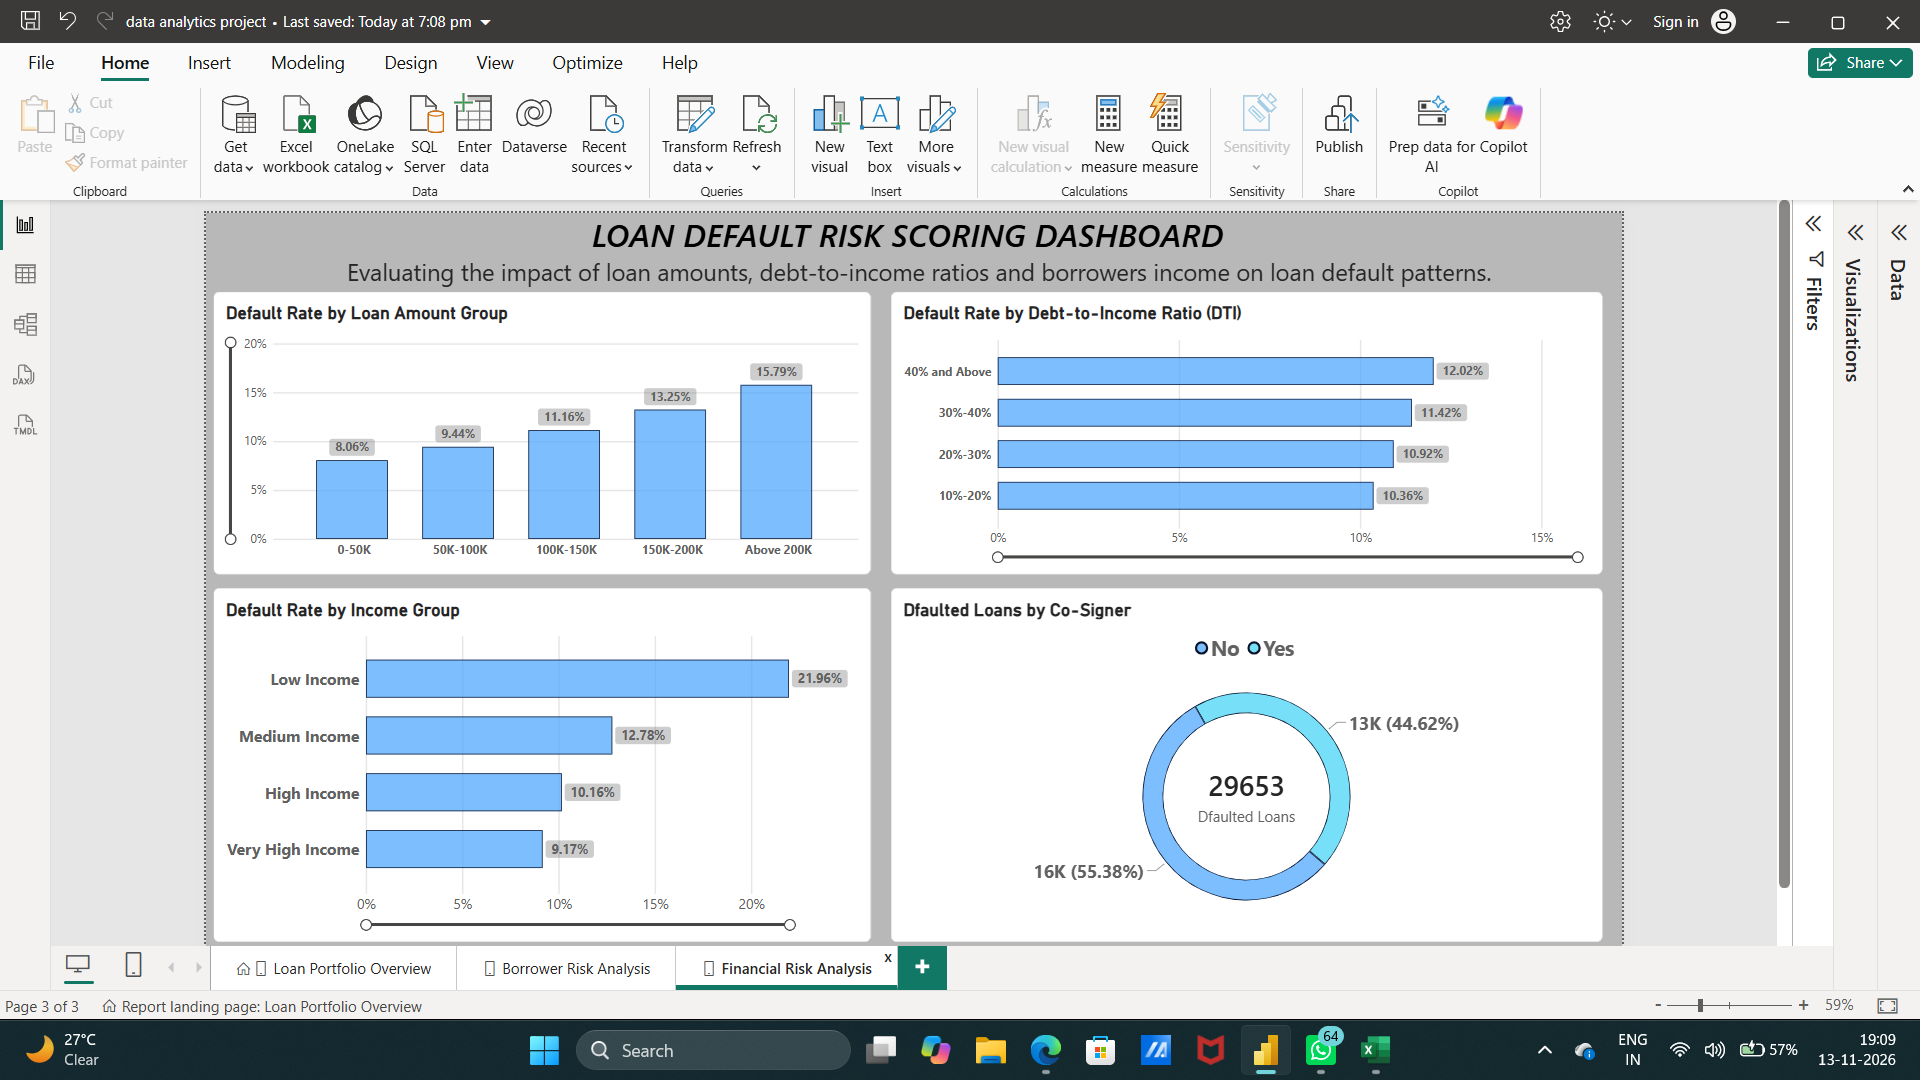 data analytics project • Last saved: Today at 7:08 pm
Sign in
File Home Insert Modeling Design View Optimize Help
Share
Paste
Cut
Copy
Format painter
Clipboard
Get data
Excel workbook
OneLake catalog
SQL Server
Enter data
Dataverse
Recent sources
Data
Transform data
Refresh
Queries
New visual
Text box
More visuals
Insert
New visual calculation
New measure
Quick measure
Calculations
Sensitivity
Sensitivity
Publish
Share
Prep data for AI
Copilot
Copilot
DAX
TMDL
LOAN DEFAULT RISK SCORING DASHBOARD
Evaluating the impact of loan amounts, debt-to-income ratios and borrowers income on loan default patterns.
Default Rate by Loan Amount Group
20%
15%
10%
5%
0%
8.06%
9.44%
11.16%
13.25%
15.79%
0-50K
50K-100K
100K-150K
150K-200K
Above 200K
Default Rate by Debt-to-Income Ratio (DTI)
40% and Above 12.02%
30%-40% 11.42%
20%-30% 10.92%
10%-20% 10.36%
0% 5% 10% 15%
Default Rate by Income Group
Low Income 21.96%
Medium Income 12.78%
High Income 10.16%
Very High Income 9.17%
0% 5% 10% 15% 20%
Dfaulted Loans by Co-Signer
No Yes
13K (44.62%)
29653
Dfaulted Loans
16K (55.38%)
Filters
Visualizations
Data
Loan Portfolio Overview
Borrower Risk Analysis
Financial Risk Analysis
x
Page 3 of 3
Report landing page: Loan Portfolio Overview
- + 59%
27°C
Clear
Search
64
ENG
IN
57%
19:09
13-11-2026